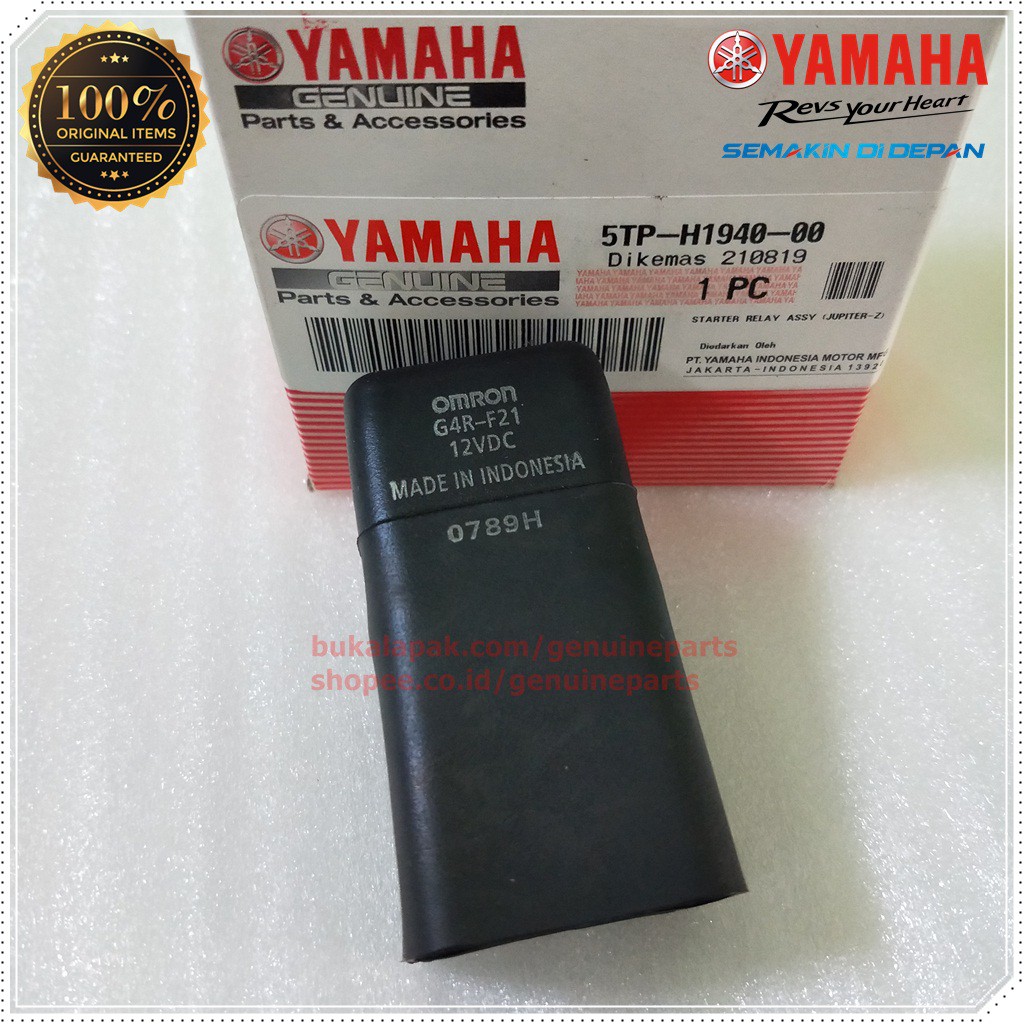 100%
ORIGINAL ITEMS
GUARANTEED
YAMAHA
GENUINE
Parts & Accessories
YAMAHA
Revs Your Heart
SEMAKIN DI DEPAN
YAMAHA
GENUINE
Parts & Accessories
5TP-H1940-00
Dikemas 210819
1 PC
STARTER RELAY ASSY (JUPITER-Z)
Diedarkan Oleh
PT. YAMAHA INDONESIA MOTOR
JAKARTA-INDONESIA
OMRON
G4R-F21
12VDC
MADE IN INDONESIA
0789H
bukalapak.com/genuineparts
shopee.co.id/genuineparts